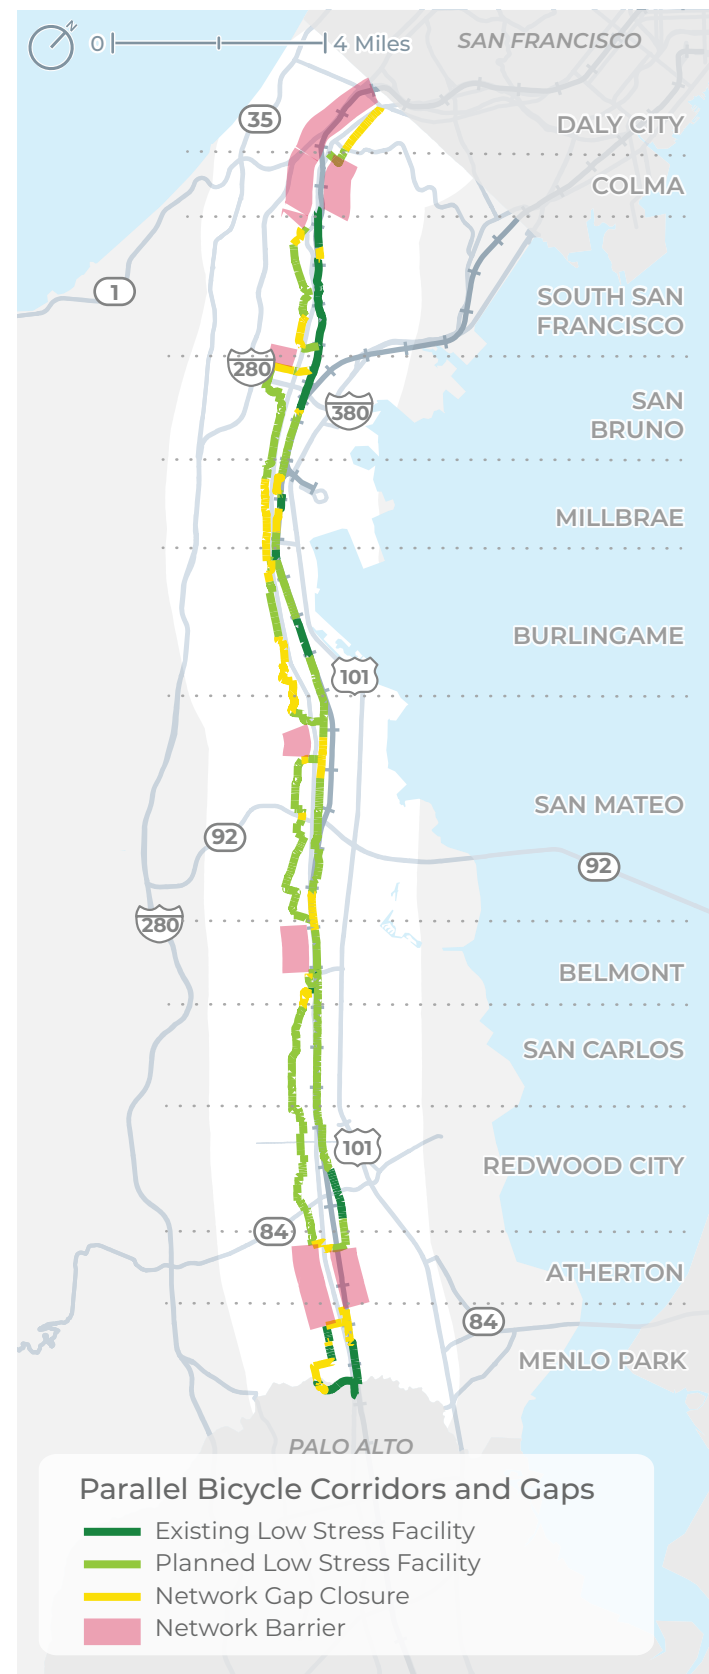 N
0
4 Miles
SAN FRANCISCO
35
DALY CITY
COLMA
1
SOUTH SAN
FRANCISCO
280
SAN
BRUNO
380
MILLBRAE
BURLINGAME
101
SAN MATEO
92
92
280
BELMONT
SAN CARLOS
101
REDWOOD CITY
84
ATHERTON
84
MENLO PARK
PALO ALTO
Parallel Bicycle Corridors and Gaps
Existing Low Stress Facility
Planned Low Stress Facility
Network Gap Closure
Network Barrier